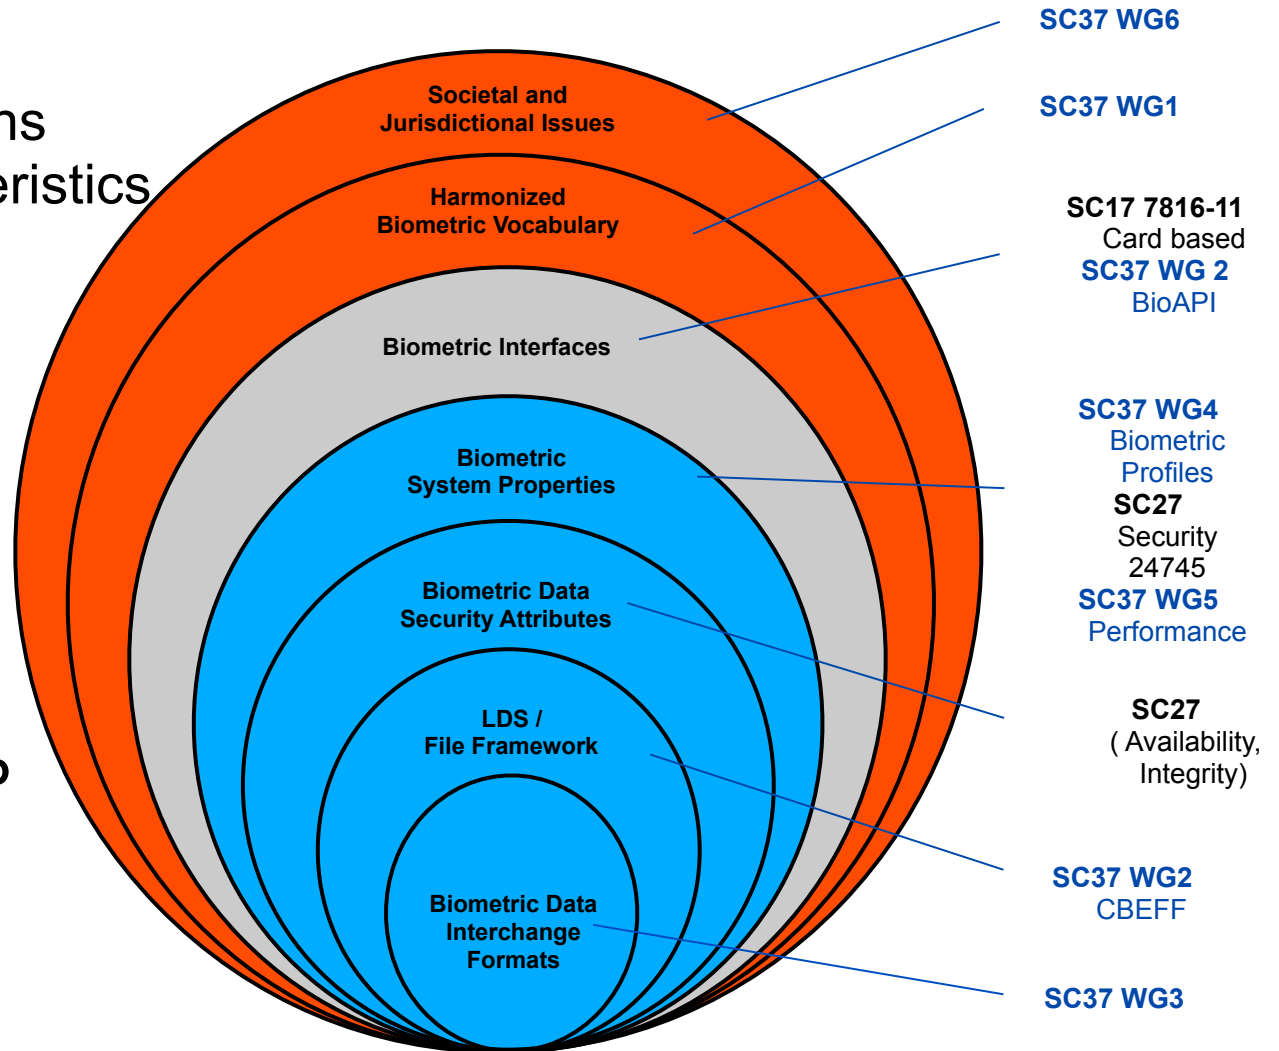 ns
eristics
Societal and
Jurisdictional Issues
Harmonized
Biometric Vocabulary
Biometric Interfaces
Biometric
System Properties
Biometric Data
Security Attributes
LDS /
File Framework
Biometric Data
Interchange
Formats
SC37 WG6
SC37 WG1
SC17 7816-11
Card based
SC37 WG 2
BioAPI
SC37 WG4
Biometric
Profiles
SC27
Security
24745
SC37 WG5
Performance
SC27
( Availability,
Integrity)
SC37 WG2
CBEFF
SC37 WG3